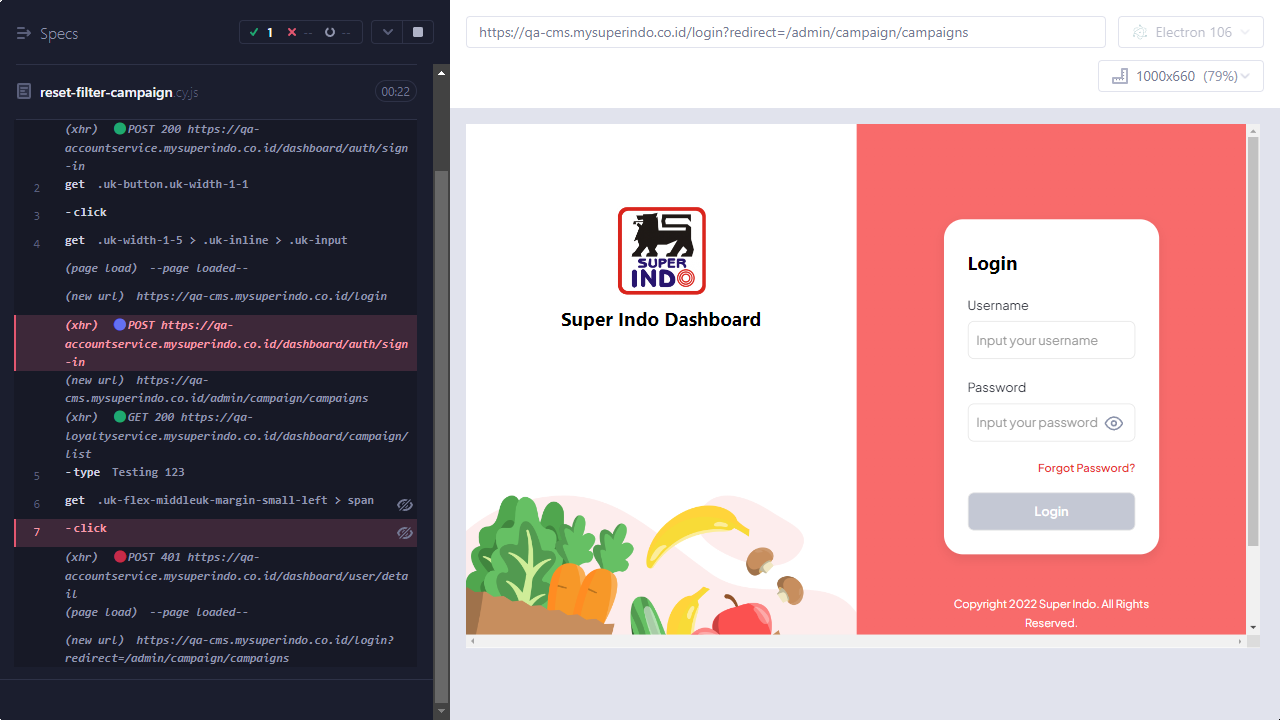 Specs
1
--
--
reset-filter-campaign.cy.js
00:22
(xhr) POST 200 https://qa-
accountservice.mysuperindo.co.id/dashboard/auth/sign
-in
2 get .uk-button.uk-width-1-1
3 -click
4 get .uk-width-1-5 > .uk-inline > .uk-input
(page load) --page loaded--
(new url) https://qa-cms.mysuperindo.co.id/login
(xhr) POST https://qa-
accountservice.mysuperindo.co.id/dashboard/auth/sign
-in
(new url) https://qa-
cms.mysuperindo.co.id/admin/campaign/campaigns
(xhr) GET 200 https://qa-
loyaltyservice.mysuperindo.co.id/dashboard/campaign/
list
5 -type Testing 123
6 get .uk-flex-middleuk-margin-small-left > span
7 -click
(xhr) POST 401 https://qa-
accountservice.mysuperindo.co.id/dashboard/user/deta
il
(page load) --page loaded--
(new url) https://qa-cms.mysuperindo.co.id/login?
redirect=/admin/campaign/campaigns
https://qa-cms.mysuperindo.co.id/login?redirect=/admin/campaign/campaigns
Electron 106
1000x660 (79%)
SUPER
INDO
Super Indo Dashboard
Login
Username
Input your username
Password
Input your password
Forgot Password?
Login
Copyright 2022 Super Indo. All Rights
Reserved.